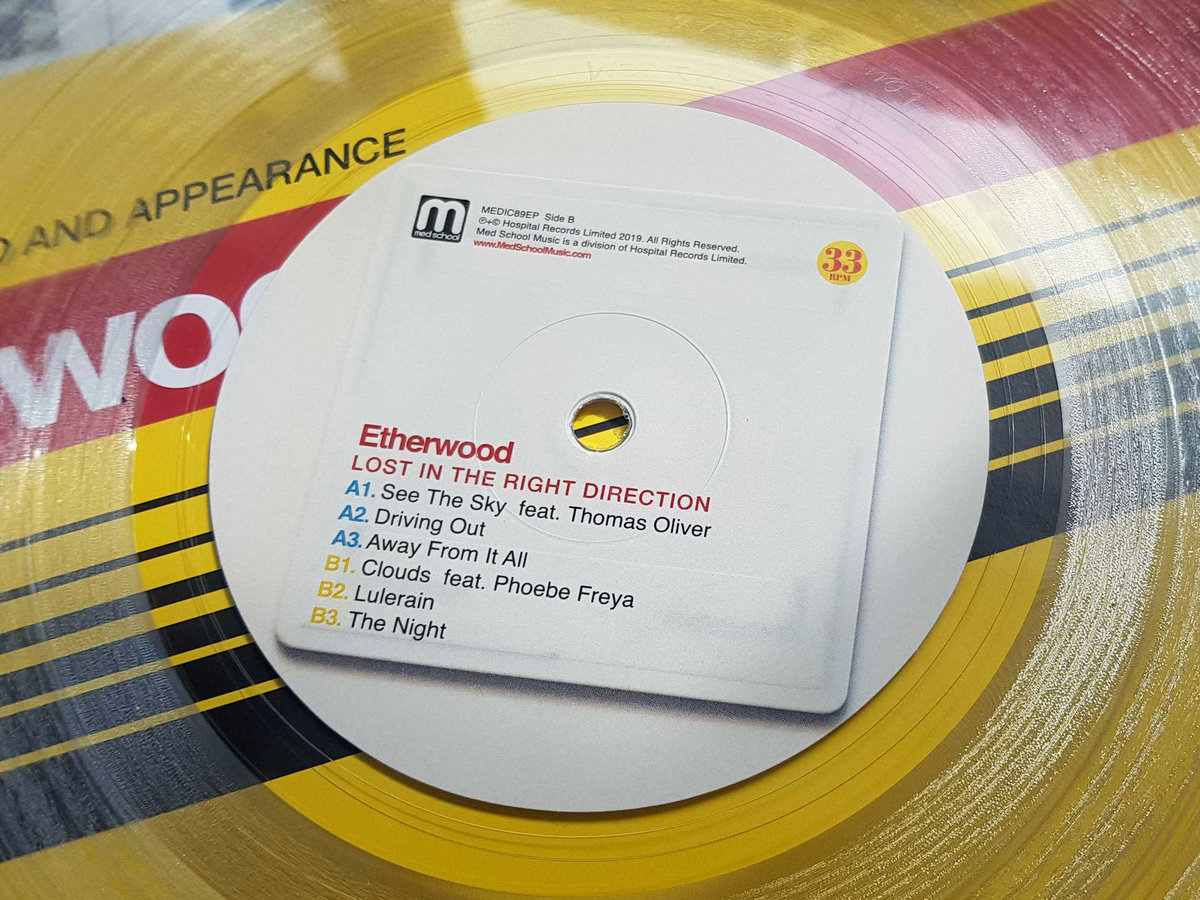 AND APPEARANCE
WOO
m
med school
MEDIC89EP Side B
℗+© Hospital Records Limited 2019. All Rights Reserved.
Med School Music is a division of Hospital Records Limited.
www.MedSchoolMusic.com
33
RPM
Etherwood
LOST IN THE RIGHT DIRECTION
A1. See The Sky feat. Thomas Oliver
A2. Driving Out
A3. Away From It All
B1. Clouds feat. Phoebe Freya
B2. Lulerain
B3. The Night